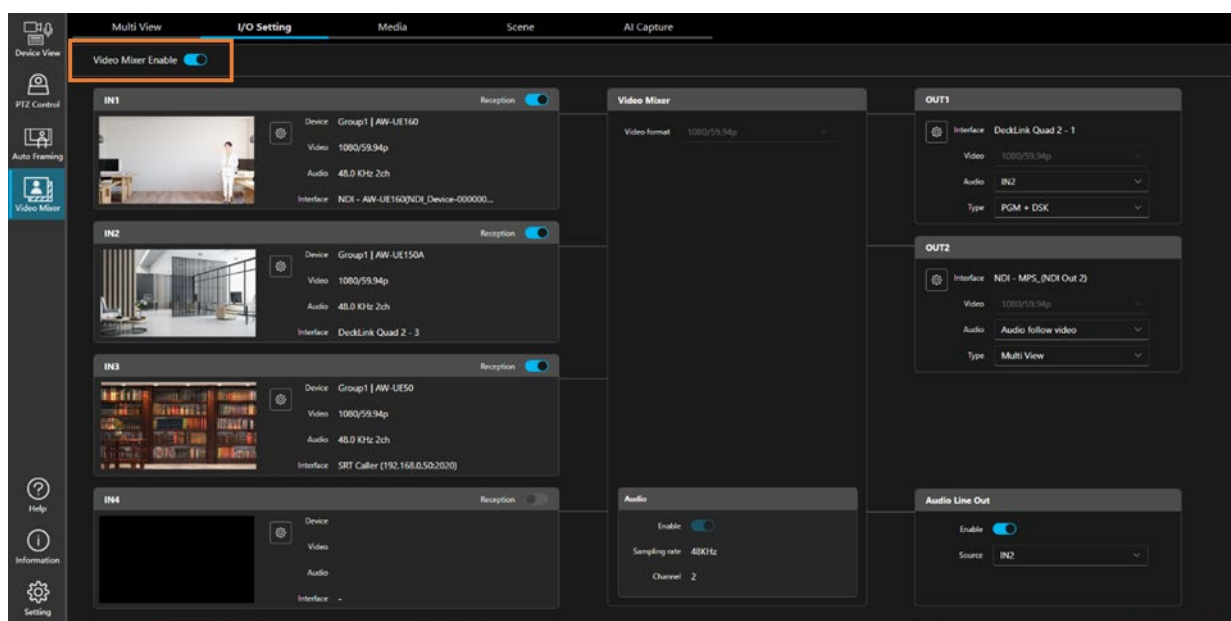 Multi View
I/O Setting
Media
Scene
AI Capture
Device View
PTZ Control
Auto Framing
Video Mixer
Help
Information
Setting
Video Mixer Enable
IN1
Reception
Device Group1 | AW-UE160
Video 1080/59.94p
Audio 48.0 KHz 2ch
Interface NDI - AW-UE160(NDI_Device-000000...
IN2
Reception
Device Group1 | AW-UE150A
Video 1080/59.94p
Audio 48.0 KHz 2ch
Interface DeckLink Quad 2 - 3
IN3
Reception
Device Group1 | AW-UE50
Video 1080/59.94p
Audio 48.0 KHz 2ch
Interface SRT Caller (192.168.0.50:2020)
IN4
Reception
Device
Video
Audio
Interface -
Video Mixer
Video format 1080/59.94p
Audio
Enable
Sampling rate 48KHz
Channel 2
OUT1
Interface DeckLink Quad 2 - 1
Video 1080/59.94p
Audio IN2
Type PGM + DSK
OUT2
Interface NDI - MPS_(NDI Out 2)
Video 1080/59.94p
Audio Audio follow video
Type Multi View
Audio Line Out
Enable
Source IN2